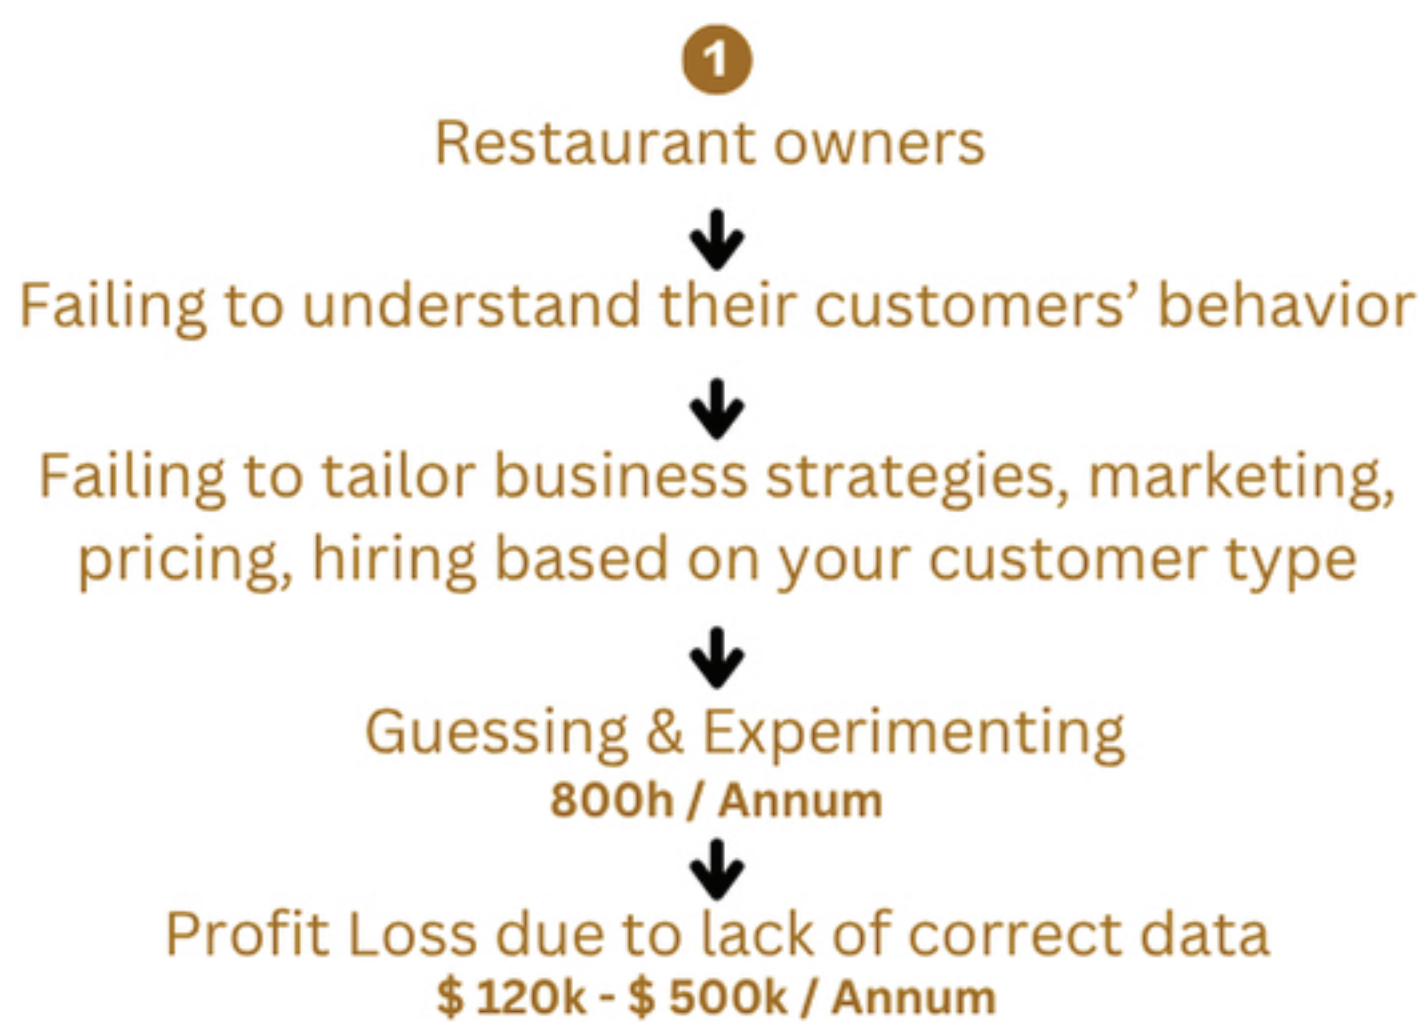 1
Restaurant owners
Failing to understand their customers’ behavior
Failing to tailor business strategies, marketing,
pricing, hiring based on your customer type
Guessing & Experimenting
800h / Annum
Profit Loss due to lack of correct data
$ 120k - $ 500k / Annum